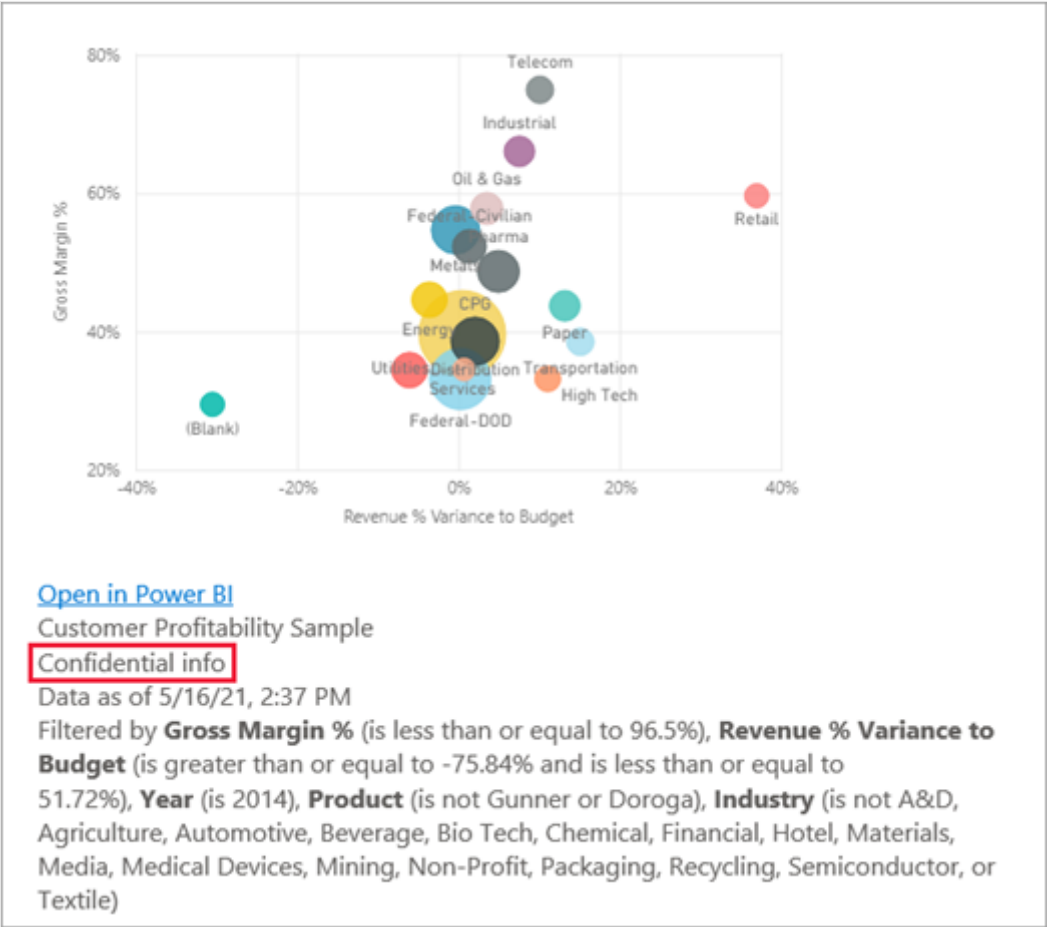 80%
Telecom
Industrial
Oil & Gas
60%
Federal-Civilian
Retail
Metals
Gross Margin %
CPG
40%
Energy
Paper
Utilities
Distribution
Transportation
Services
High Tech
Federal-DOD
(Blank)
20%
-40%
-20%
0%
20%
40%
Revenue % Variance to Budget
Open in Power BI
Customer Profitability Sample
Confidential info
Data as of 5/16/21, 2:37 PM
Filtered by Gross Margin % (is less than or equal to 96.5%), Revenue % Variance to
Budget (is greater than or equal to -75.84% and is less than or equal to
51.72%), Year (is 2014), Product (is not Gunner or Doroga), Industry (is not A&D,
Agriculture, Automotive, Beverage, Bio Tech, Chemical, Financial, Hotel, Materials,
Media, Medical Devices, Mining, Non-Profit, Packaging, Recycling, Semiconductor, or
Textile)